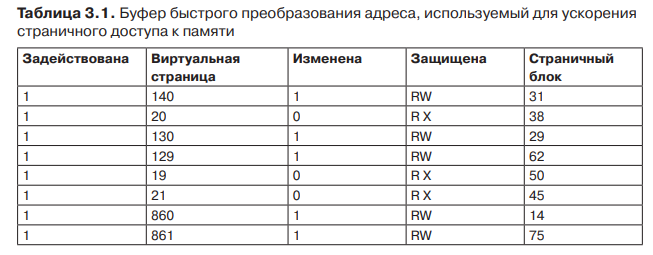 Таблица 3.1. Буфер быстрого преобразования адреса, используемый для ускорения
страничного доступа к памяти
Задействована Виртуальная страница Изменена Защищена Страничный блок
1 140 1 RW 31
1 20 0 R X 38
1 130 1 RW 29
1 129 1 RW 62
1 19 0 R X 50
1 21 0 R X 45
1 860 1 RW 14
1 861 1 RW 75